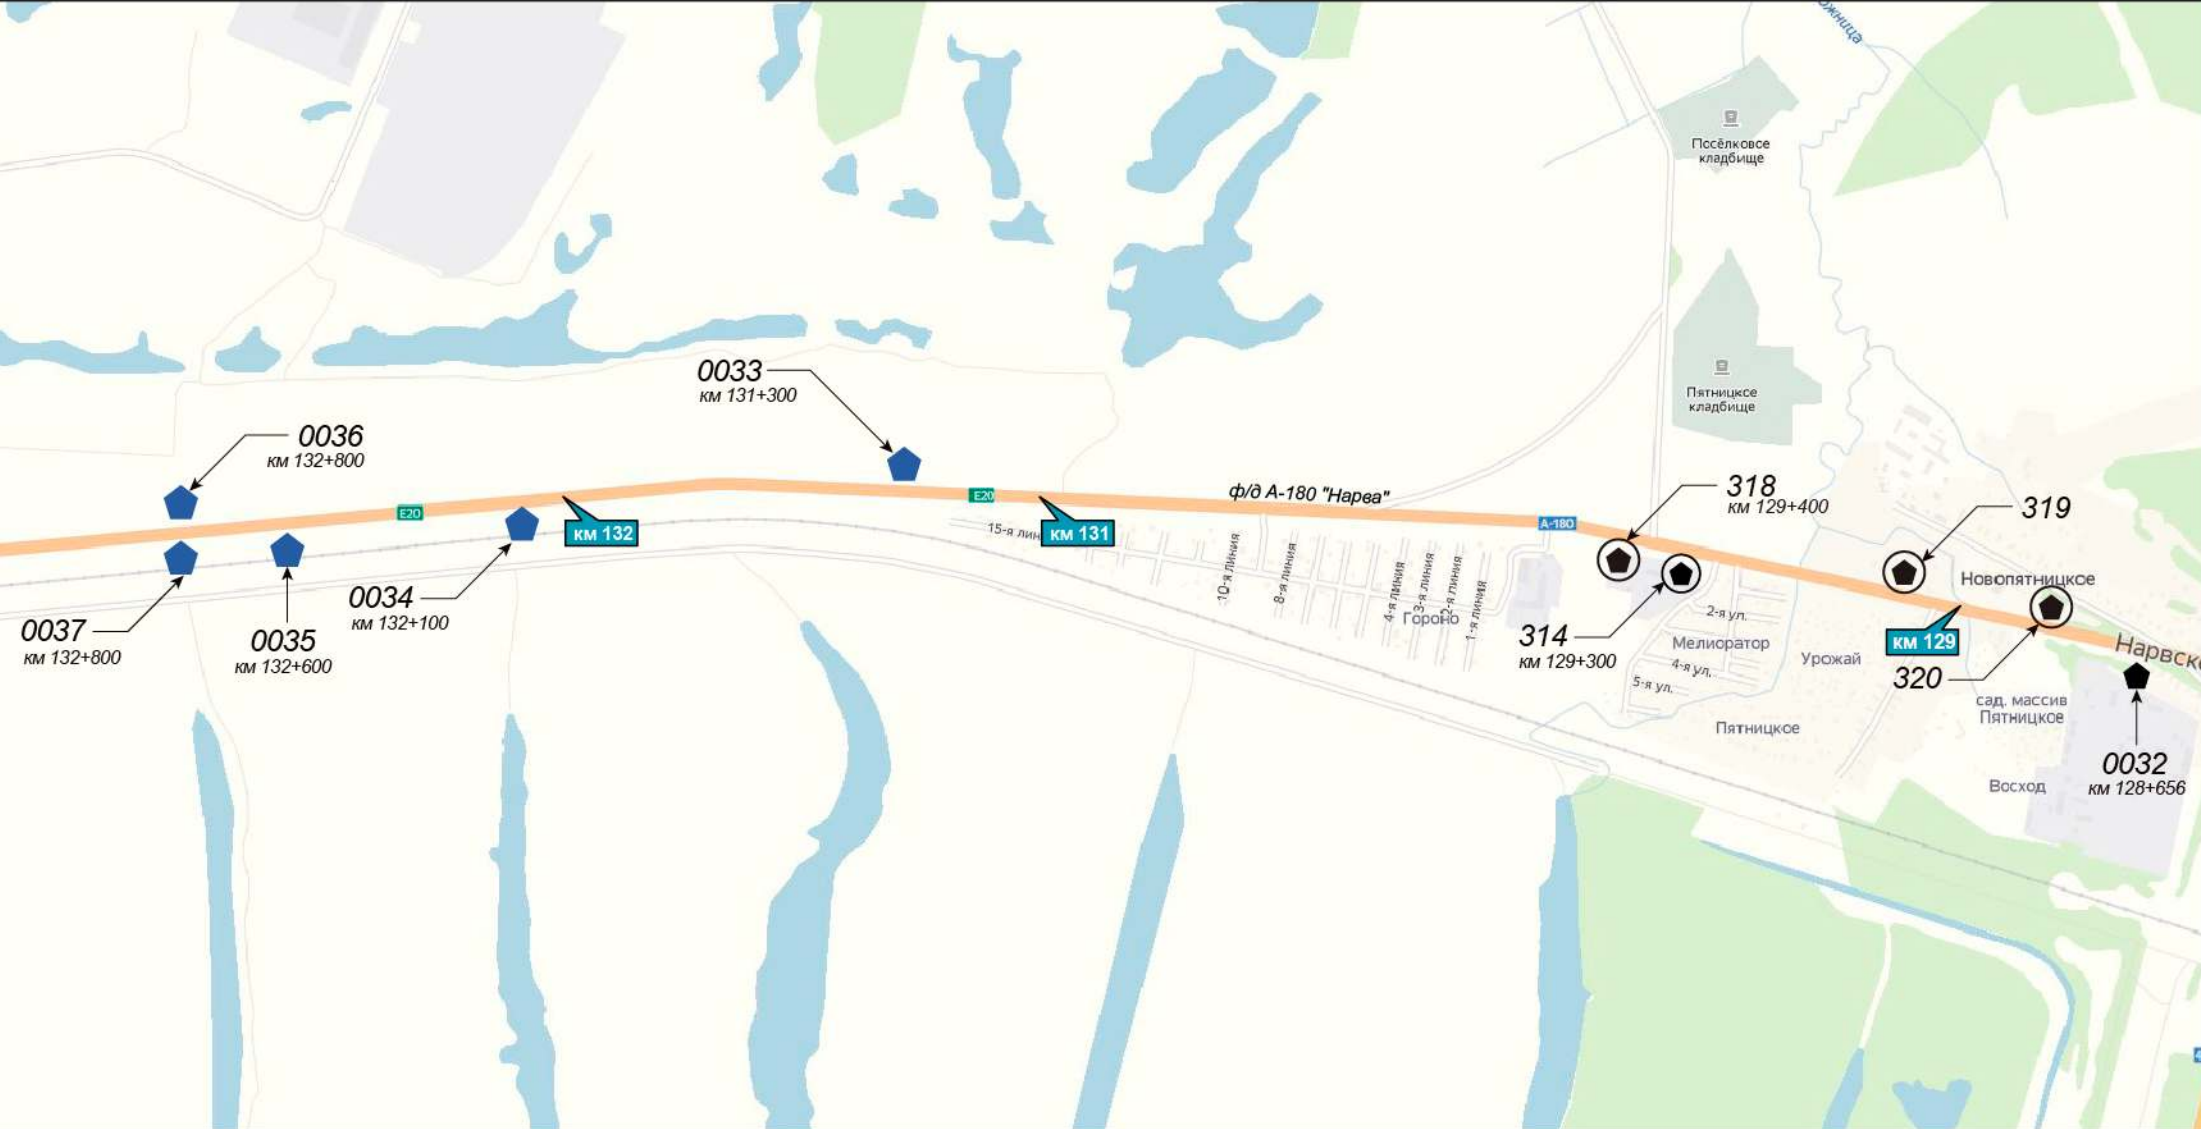 ожница
Посёлковое
кладбище
Пятницксе
кладбище
0033
км 131+300
0036
км 132+800
E20
км 132
E20
км 131
ф/д А-180 "Нарва"
А-180
318
км 129+400
319
Новопятницкое
15-я лин
10-я линия
8-я линия
4-я линия
3-я линия
2-я линия
1-я линия
Гороно
0037
км 132+800
0035
км 132+600
0034
км 132+100
314
км 129+300
2-я ул.
Мелиоратор
4-я ул.
5-я ул.
Урожай
км 129
320
Нарвск
сад. массив
Пятницкое
Пятницкое
Восход
0032
км 128+656